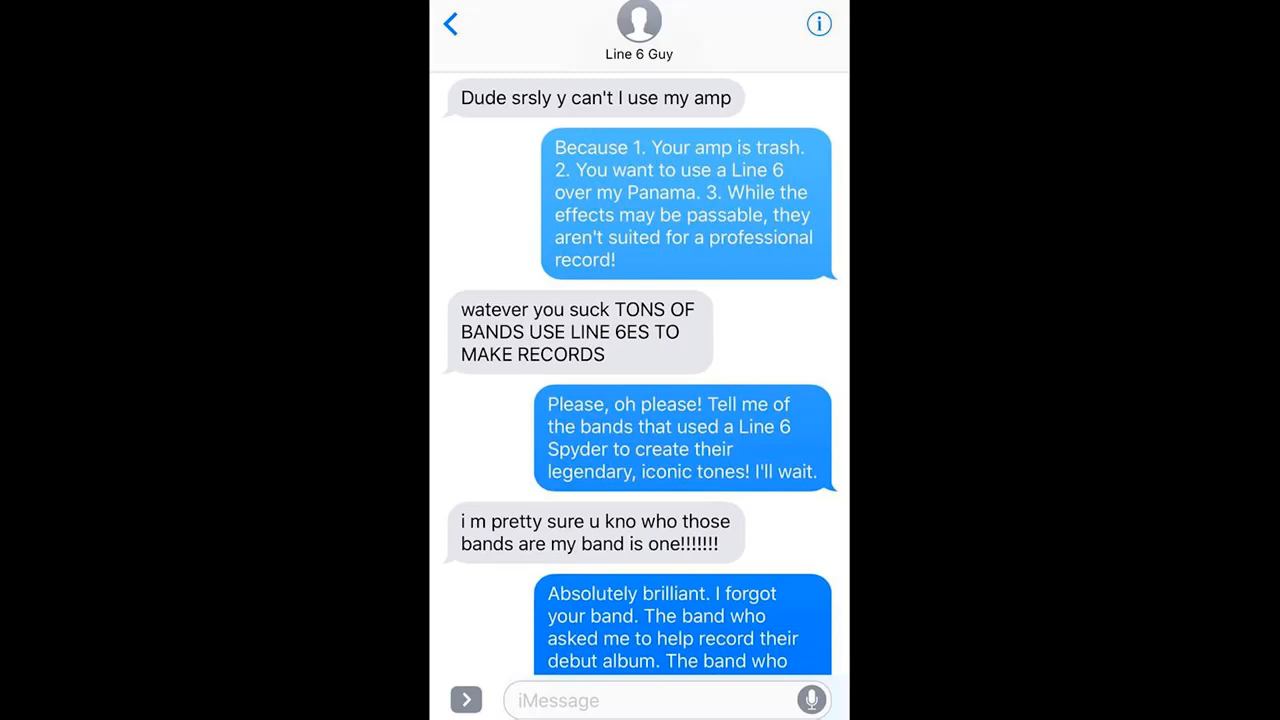 Line 6 Guy
Dude srsly y can't I use my amp
Because 1. Your amp is trash.
2. You want to use a Line 6
over my Panama. 3. While the
effects may be passable, they
aren't suited for a professional
record!
watever you suck TONS OF
BANDS USE LINE 6ES TO
MAKE RECORDS
Please, oh please! Tell me of
the bands that used a Line 6
Spyder to create their
legendary, iconic tones! I'll wait.
i m pretty sure u kno who those
bands are my band is one!!!!!!!
Absolutely brilliant. I forgot
your band. The band who
asked me to help record their
debut album. The band who
iMessage